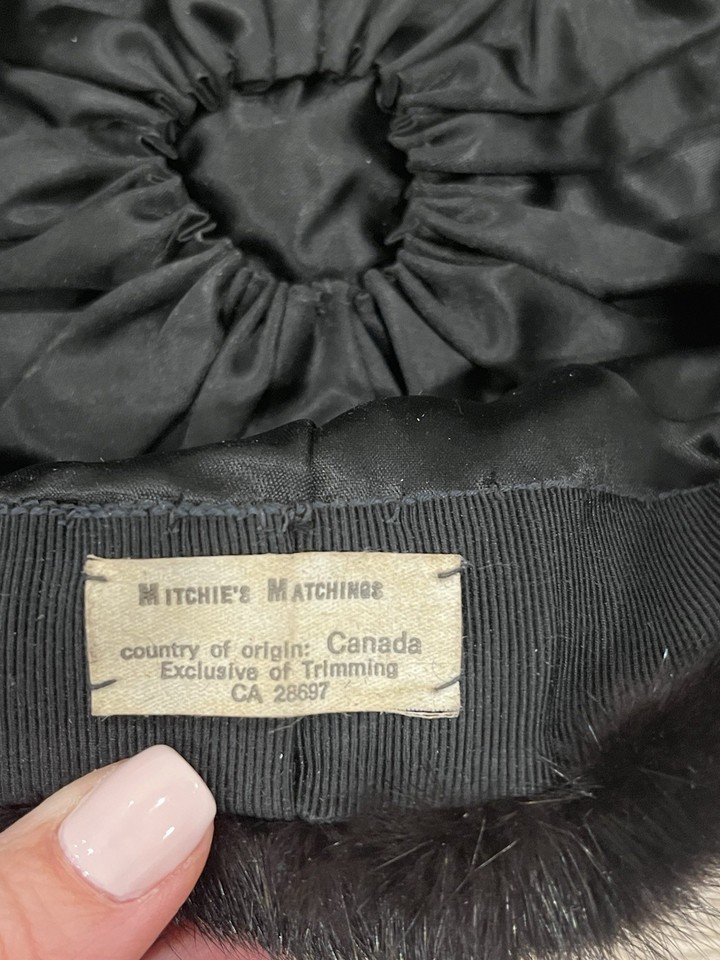 MITCHIE'S MATCHINGS
country of origin: Canada
Exclusive of Trimming
CA 28697